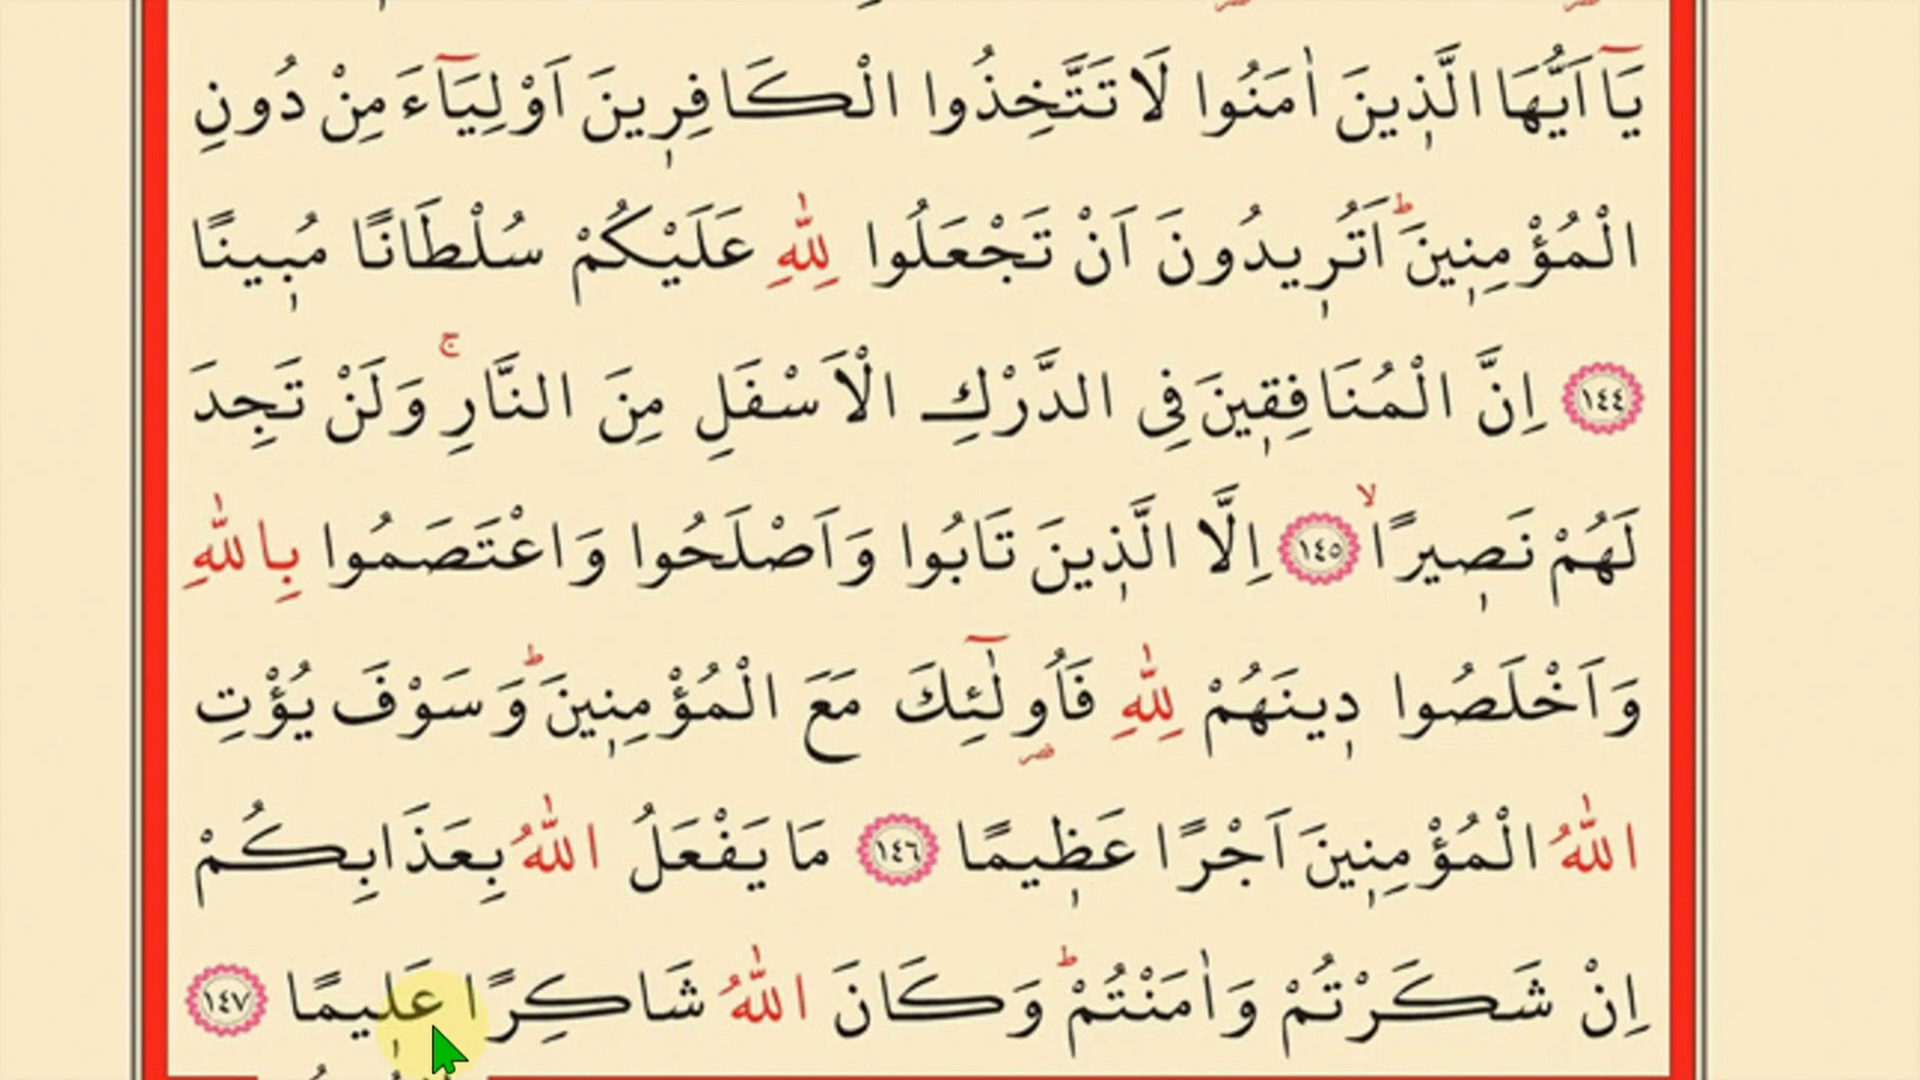 يَٓا اَيُّهَا الَّذ۪ينَ اٰمَنُوا لَا تَتَّخِذُوا الْكَافِر۪ينَ اَوْلِيَٓاءَ مِنْ دُونِ
الْمُؤْمِن۪ينَۜ اَتُر۪يدُونَ اَنْ تَجْعَلُوا لِلّٰهِ عَلَيْكُمْ سُلْطَانًا مُب۪ينًا
﴿١٤٤﴾ اِنَّ الْمُنَافِق۪ينَ فِى الدَّرْكِ الْاَسْفَلِ مِنَ النَّارِۚ وَلَنْ تَجِدَ
لَهُمْ نَص۪يرًاۙ ﴿١٤٥﴾ اِلَّا الَّذ۪ينَ تَابُوا وَاَصْلَحُوا وَاعْتَصَمُوا بِاللّٰهِ
وَاَخْلَصُوا د۪ينَهُمْ لِلّٰهِ فَاُو۬لٰٓئِكَ مَعَ الْمُؤْمِن۪ينَۜ وَسَوْفَ يُؤْتِ
اللّٰهُ الْمُؤْمِن۪ينَ اَجْرًا عَظ۪يمًا ﴿١٤٦﴾ مَا يَفْعَلُ اللّٰهُ بِعَذَابِكُمْ
اِنْ شَكَرْتُمْ وَاٰمَنْتُمْۜ وَكَانَ اللّٰهُ شَاكِرًا عَل۪يمًا ﴿١٤٧﴾